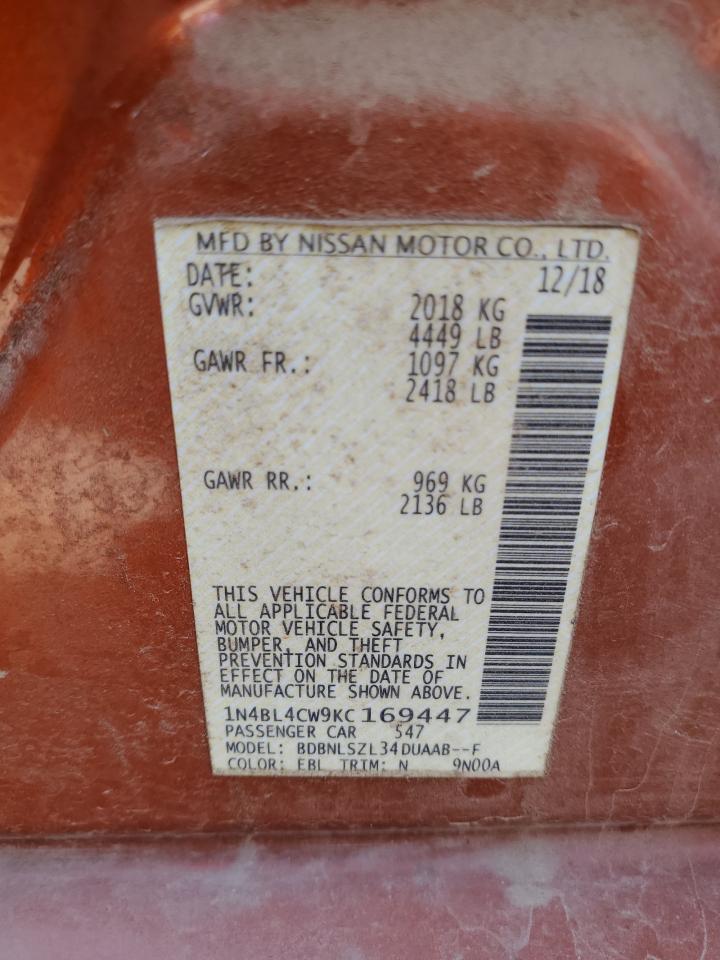 MFD BY NISSAN MOTOR CO., LTD.
DATE: 12/18
GVWR: 2018 KG
4449 LB
GAWR FR.: 1097 KG
2418 LB
GAWR RR.: 969 KG
2136 LB
THIS VEHICLE CONFORMS TO
ALL APPLICABLE FEDERAL
MOTOR VEHICLE SAFETY,
BUMPER, AND THEFT
PREVENTION STANDARDS IN
EFFECT ON THE DATE OF
MANUFACTURE SHOWN ABOVE.
1N4BL4CW9KC169447
PASSENGER CAR 547
MODEL: BDBNLSZL34DUAAB--F
COLOR: EBL TRIM: N 9N00A